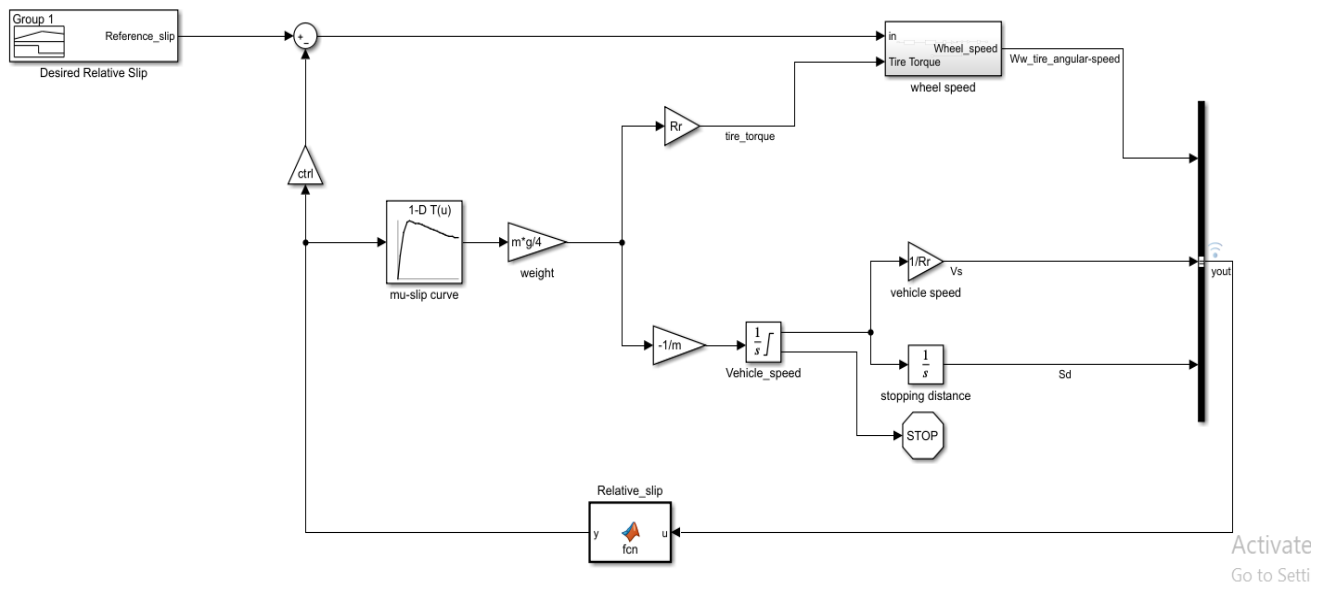 Group 1
Reference_slip
Desired Relative Slip
+
−
in
Wheel_speed
Tire Torque
wheel speed
Ww_tire_angular-speed
Rr
tire_torque
ctrl
1-D T(u)
mu-slip curve
m*g/4
weight
1/Rr
Vs
vehicle speed
yout
-1/m
1
s
Vehicle_speed
1
s
Sd
stopping distance
STOP
Relative_slip
y
u
fcn
Activate
Go to Setti